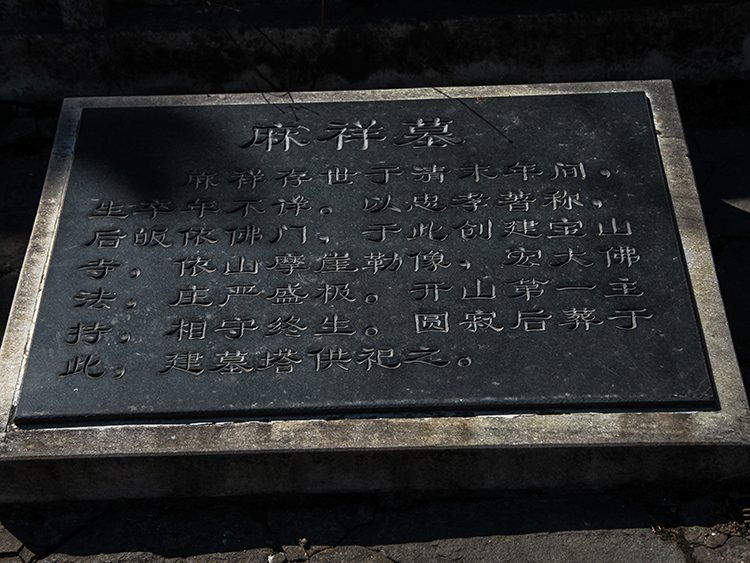 麻祥墓
麻祥存世于清末年间，
生卒年不详。以忠孝著称，
后皈依佛门，于此创建宝山
寺，依山摩崖勒像，宏大佛
法，庄严盛极。开山第一主
持，相守终生。圆寂后葬于
此，建墓塔供祀之。